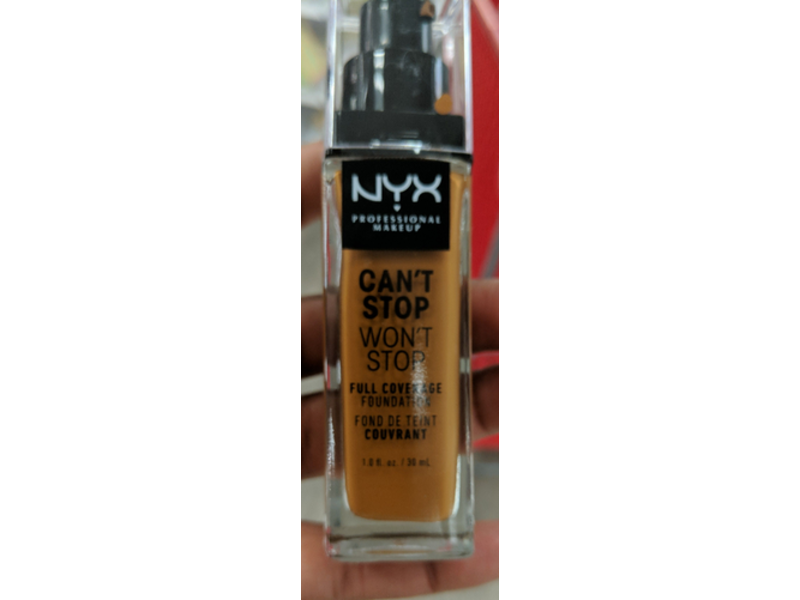 NYX
PROFESSIONAL
MAKEUP
CAN'T
STOP
WON'T
STOP
FULL COVERAGE
FOUNDATION
FOND DE TEINT
COUVRANT
1.0 fl. oz. / 30 mL